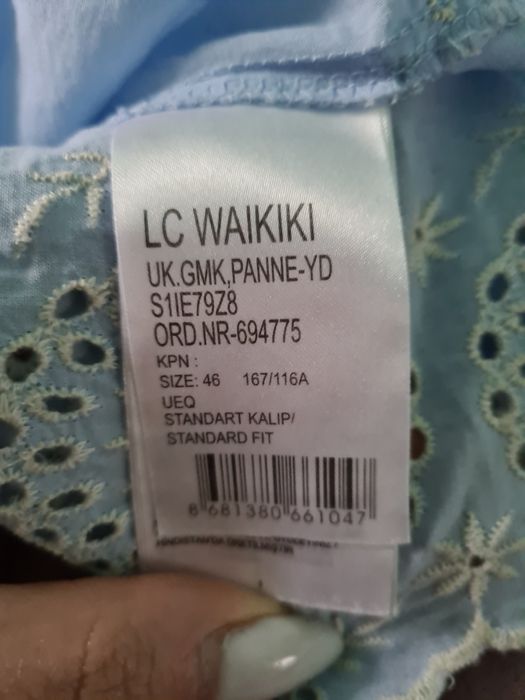 LC WAIKIKI
UK.GMK,PANNE-YD
S1IE79Z8
ORD.NR-694775
KPN :
SIZE: 46 167/116A
UEQ
STANDART KALIP/
STANDARD FIT
8 681380 661047